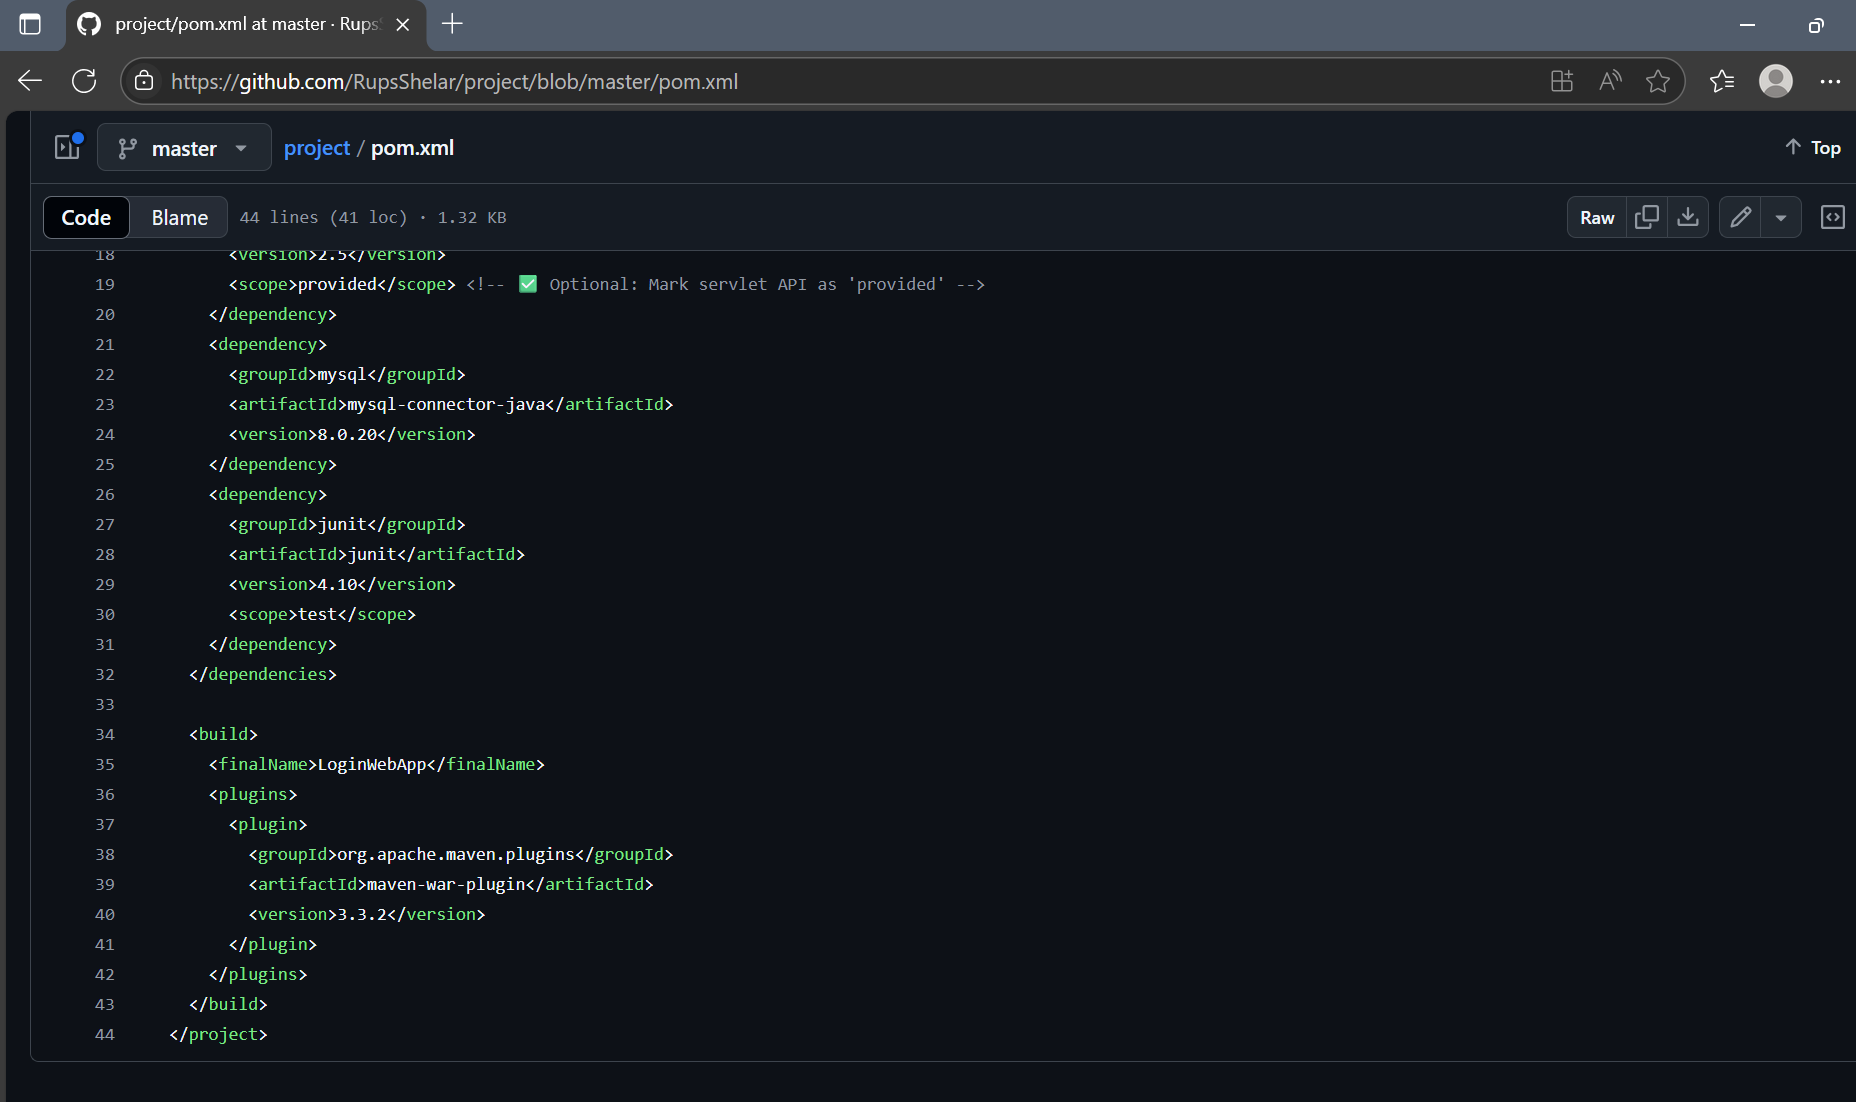 project/pom.xml at master · Rups
https://github.com/RupsShelar/project/blob/master/pom.xml
master project / pom.xml Top
Code Blame 44 lines (41 loc) · 1.32 KB Raw
18 <version>2.5</version>
19 <scope>provided</scope> <!-- ✅ Optional: Mark servlet API as 'provided' -->
20 </dependency>
21 <dependency>
22 <groupId>mysql</groupId>
23 <artifactId>mysql-connector-java</artifactId>
24 <version>8.0.20</version>
25 </dependency>
26 <dependency>
27 <groupId>junit</groupId>
28 <artifactId>junit</artifactId>
29 <version>4.10</version>
30 <scope>test</scope>
31 </dependency>
32 </dependencies>
33
34 <build>
35 <finalName>LoginWebApp</finalName>
36 <plugins>
37 <plugin>
38 <groupId>org.apache.maven.plugins</groupId>
39 <artifactId>maven-war-plugin</artifactId>
40 <version>3.3.2</version>
41 </plugin>
42 </plugins>
43 </build>
44 </project>